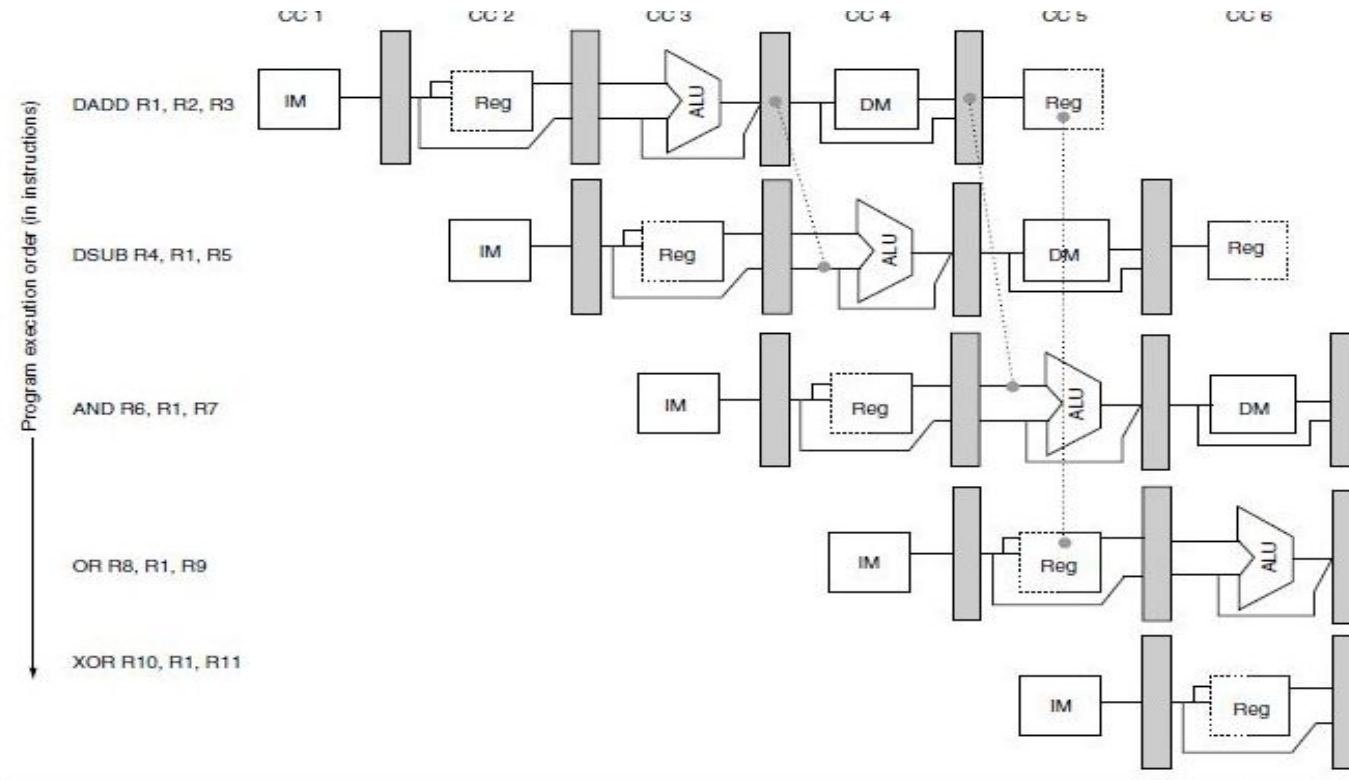 CC 1 CC 2 CC 3 CC 4 CC 5 CC 6
Program execution order (in instructions)
DADD R1, R2, R3
IM
Reg
ALU
DM
Reg
DSUB R4, R1, R5
IM
Reg
ALU
DM
Reg
AND R6, R1, R7
IM
Reg
ALU
DM
OR R8, R1, R9
IM
Reg
ALU
XOR R10, R1, R11
IM
Reg